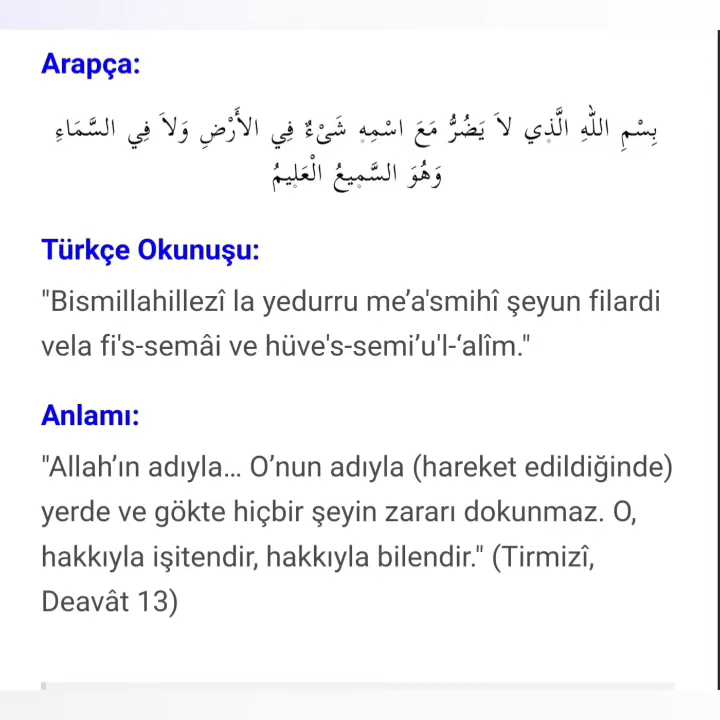 Arapça:
بِسْمِ اللهِ الَّذِي لاَ يَضُرُّ مَعَ اسْمِهِ شَىْءٌ فِي الأَرْضِ وَلاَ فِي السَّمَاءِ
وَهُوَ السَّمِيعُ الْعَلِيمُ
Türkçe Okunuşu:
"Bismillahillezî la yedurru me’a'smihî şeyun filardi
vela fi's-semâi ve hüve's-semi’u'l-‘alîm."
Anlamı:
"Allah’ın adıyla... O’nun adıyla (hareket edildiğinde)
yerde ve gökte hiçbir şeyin zararı dokunmaz. O,
hakkıyla işitendir, hakkıyla bilendir." (Tirmizî,
Deavât 13)